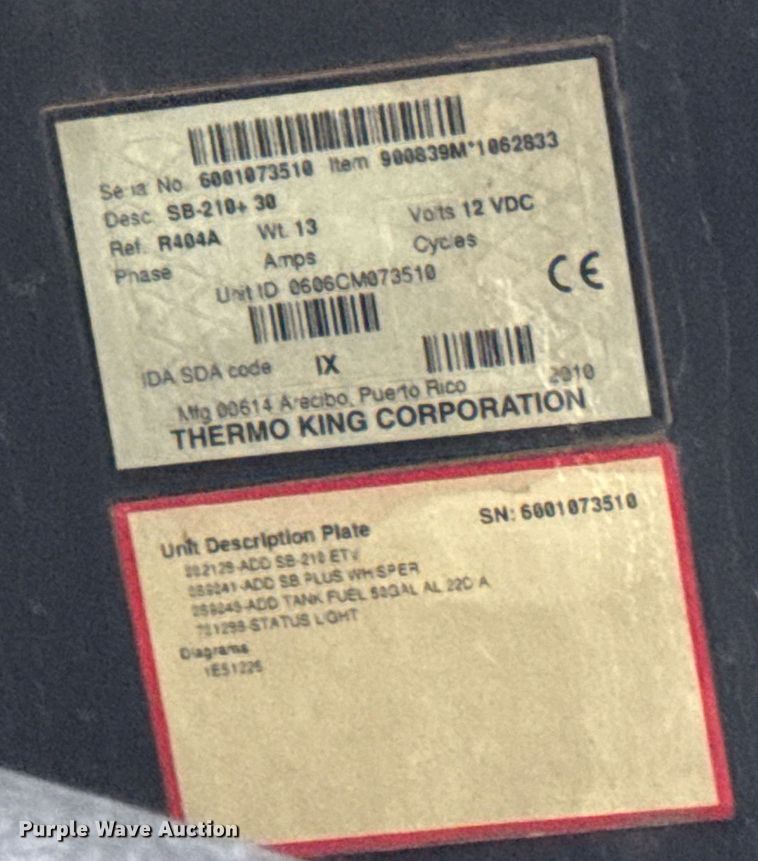 Serial No. 6001073510 Item 900839M*1062833
Desc. SB-210+ 30
Ref. R404A Wt. 13 Volts 12 VDC
Phase Amps Cycles
Unit ID 0606CM073510
CE
IDA SDA code IX
2010
Mfg 00614 Arecibo, Puerto Rico
THERMO KING CORPORATION
SN: 6001073510
Unit Description Plate
-ADD SB-210 ETV
-ADD SB PLUS WHISPER
-ADD TANK FUEL 50GAL AL 22DIA
-STATUS LIGHT
Diagrams
1E51226
Purple Wave Auction